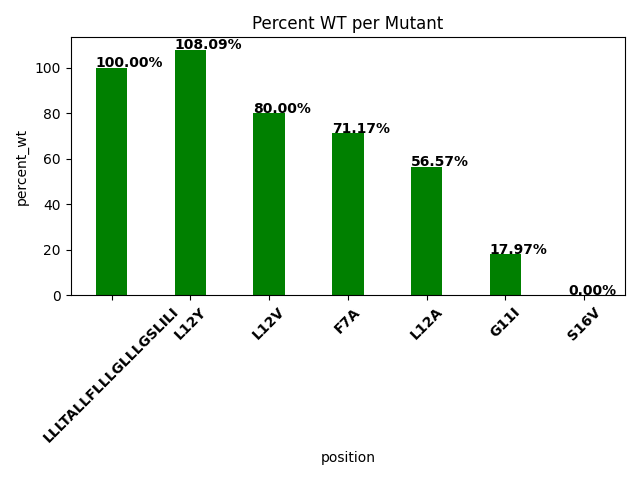 Percent WT per Mutant
percent_wt
100
80
60
40
20
0
100.00%
108.09%
80.00%
71.17%
56.57%
17.97%
0.00%
LLLTALLFLLLGLLLGSLILI
L12Y
L12V
F7A
L12A
G11I
S16V
position